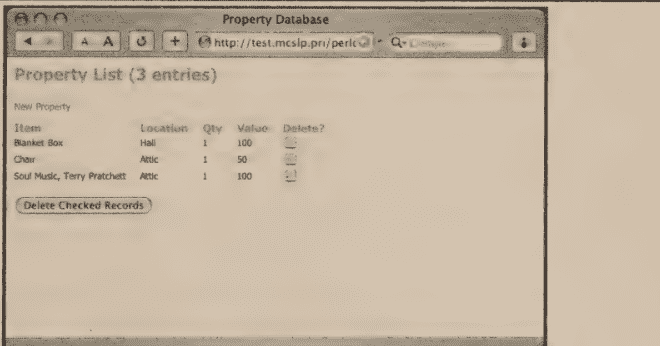 Property Database
A A + http://test.mcslp.pri/perlc
Property List (3 entries)
New Property
Item Location Qty Value Delete?
Blanket Box Hall 1 100
Chair Attic 1 50
Soul Music, Terry Pratchett Attic 1 100
Delete Checked Records